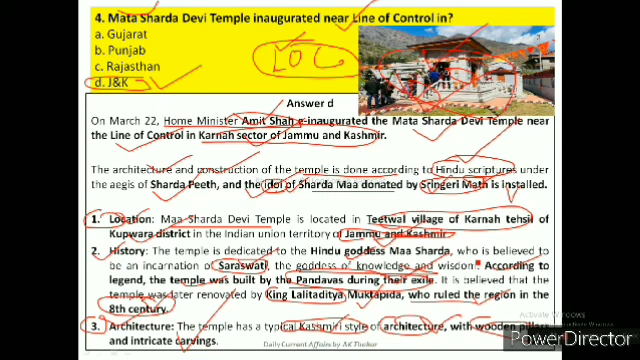 4. Mata Sharda Devi Temple inaugurated near Line of Control in?
a. Gujarat
b. Punjab
c. Rajasthan
d. J&K
LOC
Answer d
On March 22, Home Minister Amit Shah e-inaugurated the Mata Sharda Devi Temple near
the Line of Control in Karnah sector of Jammu and Kashmir.
The architecture and construction of the temple is done according to Hindu scriptures under
the aegis of Sharda Peeth, and the idol of Sharda Maa donated by Sringeri Math is installed.
1. Location: Maa Sharda Devi Temple is located in Teetwal village of Karnah tehsil of
Kupwara district in the Indian union territory of Jammu and Kashmir.
2. History: The temple is dedicated to the Hindu goddess Maa Sharda, who is believed to
be an incarnation of Saraswati, the goddess of knowledge and wisdom. According to
legend, the temple was built by the Pandavas during their exile. It is believed that the
temple was later renovated by King Lalitaditya Muktapida, who ruled the region in the
8th century.
3. Architecture: The temple has a typical Kashmiri style of architecture, with wooden pillars
and intricate carvings.
Daily Current Affairs by AK Thakur
Activate Windows
PowerDirector